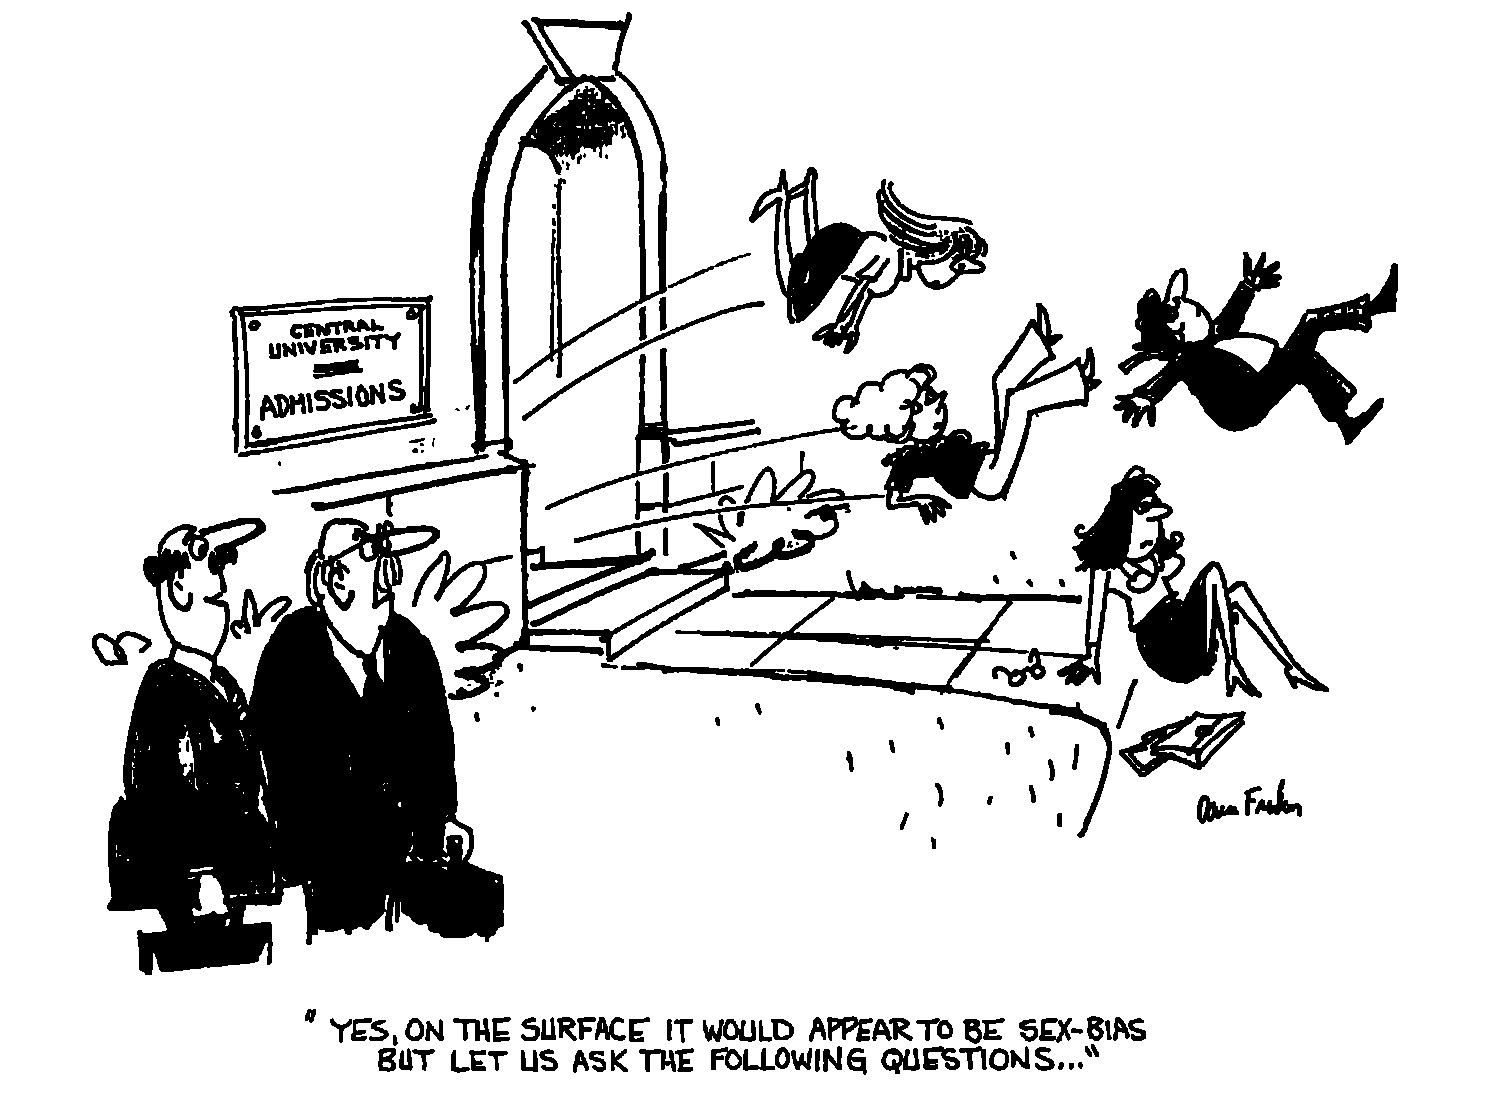 CENTRAL
UNIVERSITY
ADMISSIONS
"YES, ON THE SURFACE IT WOULD APPEAR TO BE SEX-BIAS
BUT LET US ASK THE FOLLOWING QUESTIONS..."